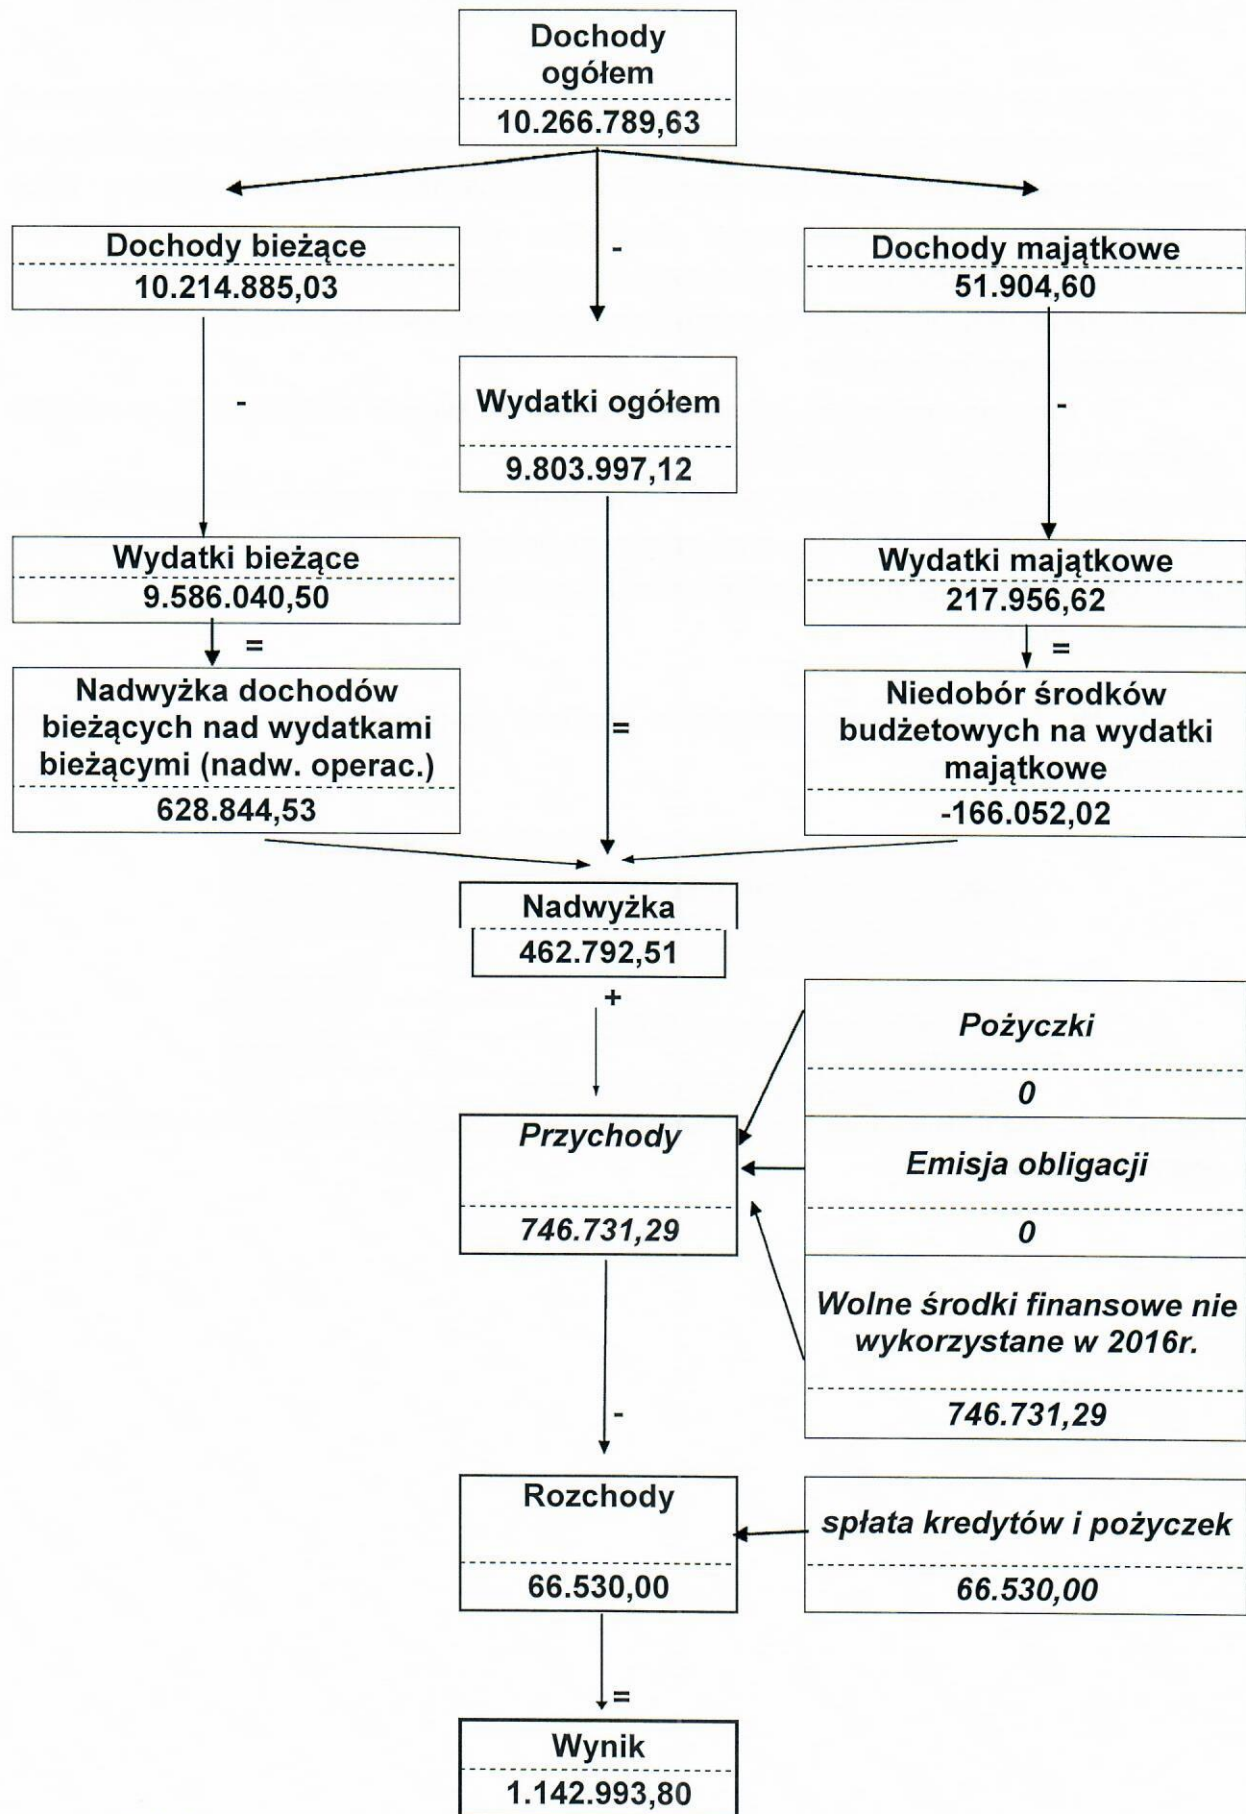 Dochody
ogółem
10.266.789,63
Dochody bieżące
10.214.885,03
-
Dochody majątkowe
51.904,60
-
Wydatki ogółem
9.803.997,12
-
Wydatki bieżące
9.586.040,50
=
Wydatki majątkowe
217.956,62
=
Nadwyżka dochodów
bieżących nad wydatkami
bieżącymi (nadw. operac.)
628.844,53
=
Niedobór środków
budżetowych na wydatki
majątkowe
-166.052,02
Nadwyżka
462.792,51
+
Pożyczki
0
Przychody
746.731,29
Emisja obligacji
0
Wolne środki finansowe nie
wykorzystane w 2016r.
746.731,29
-
Rozchody
66.530,00
spłata kredytów i pożyczek
66.530,00
=
Wynik
1.142.993,80